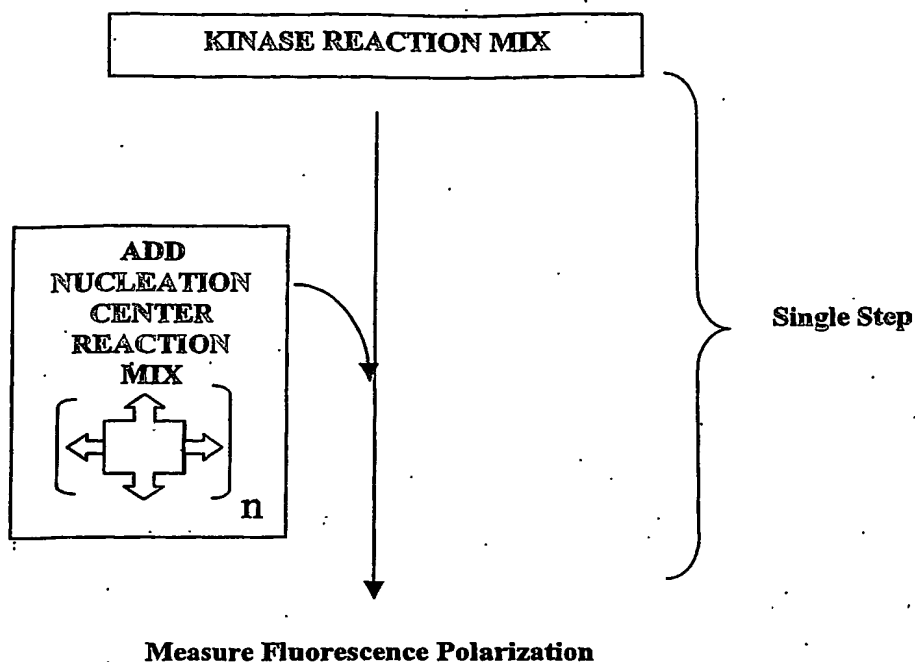 KINASE REACTION MIX
ADD
NUCLEATION
CENTER
REACTION
MIX
n
Single Step
Measure Fluorescence Polarization